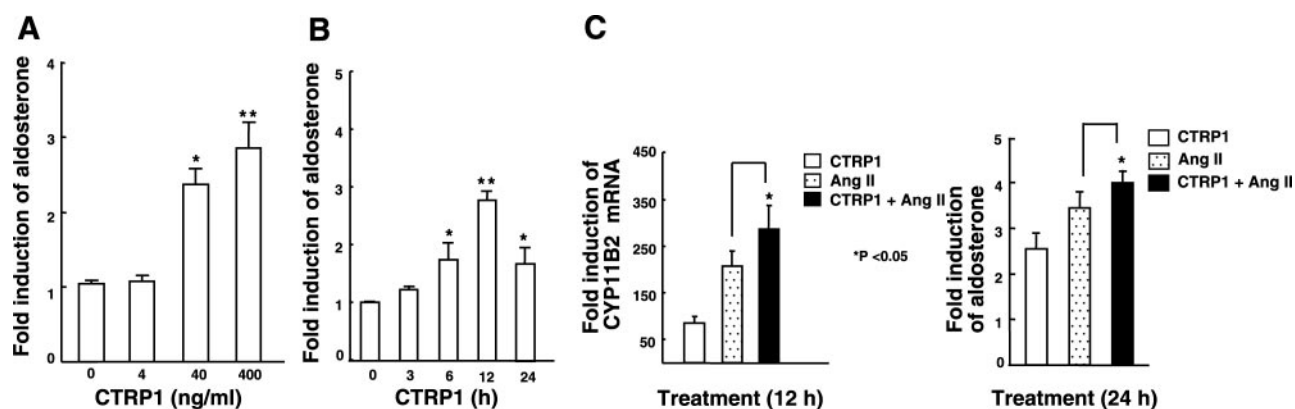 A
Fold induction of aldosterone
4
3
2
1
0
* **
0 4 40 400
CTRP1 (ng/ml)
B
Fold induction of aldosterone
5
4
3
2
1
0
* ** *
0 3 6 12 24
CTRP1 (h)
C
Fold induction of
CYP11B2 mRNA
450
350
250
150
50
*
CTRP1
Ang II
CTRP1 + Ang II
*P <0.05
Treatment (12 h)
Fold induction
of aldosterone
5
4
3
2
1
0
*
CTRP1
Ang II
CTRP1 + Ang II
Treatment (24 h)